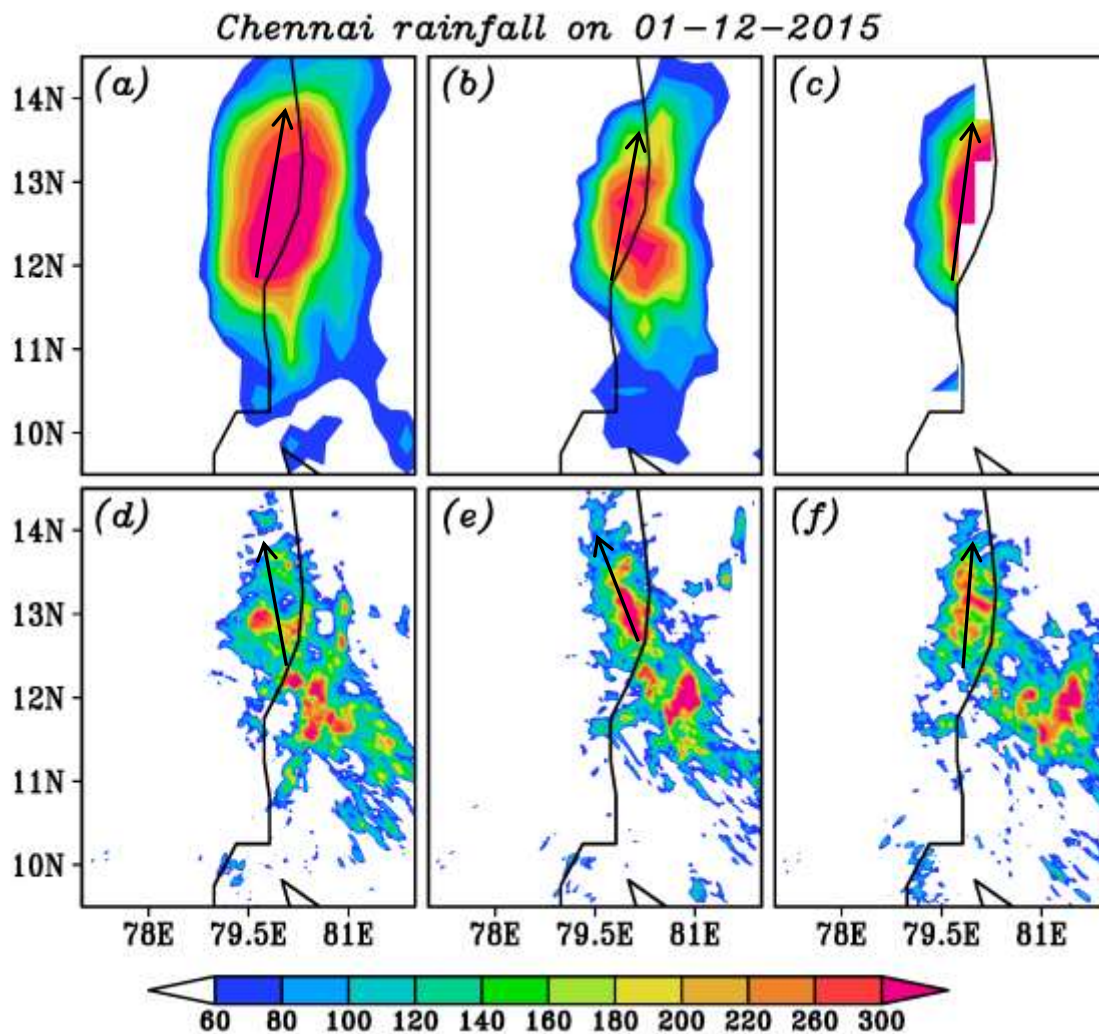 Chennai rainfall on 01-12-2015
(a) (b) (c)
14N
13N
12N
11N
10N
(d) (e) (f)
14N
13N
12N
11N
10N
78E 79.5E 81E 78E 79.5E 81E 78E 79.5E 81E
60 80 100 120 140 160 180 200 220 260 300